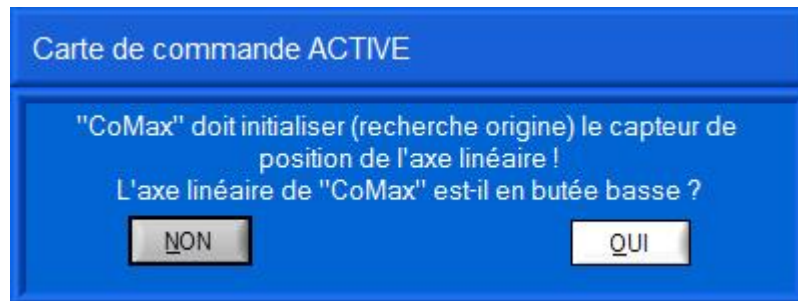 Carte de commande ACTIVE
"CoMax" doit initialiser (recherche origine) le capteur de
position de l'axe linéaire !
L'axe linéaire de "CoMax" est-il en butée basse ?
NON
OUI